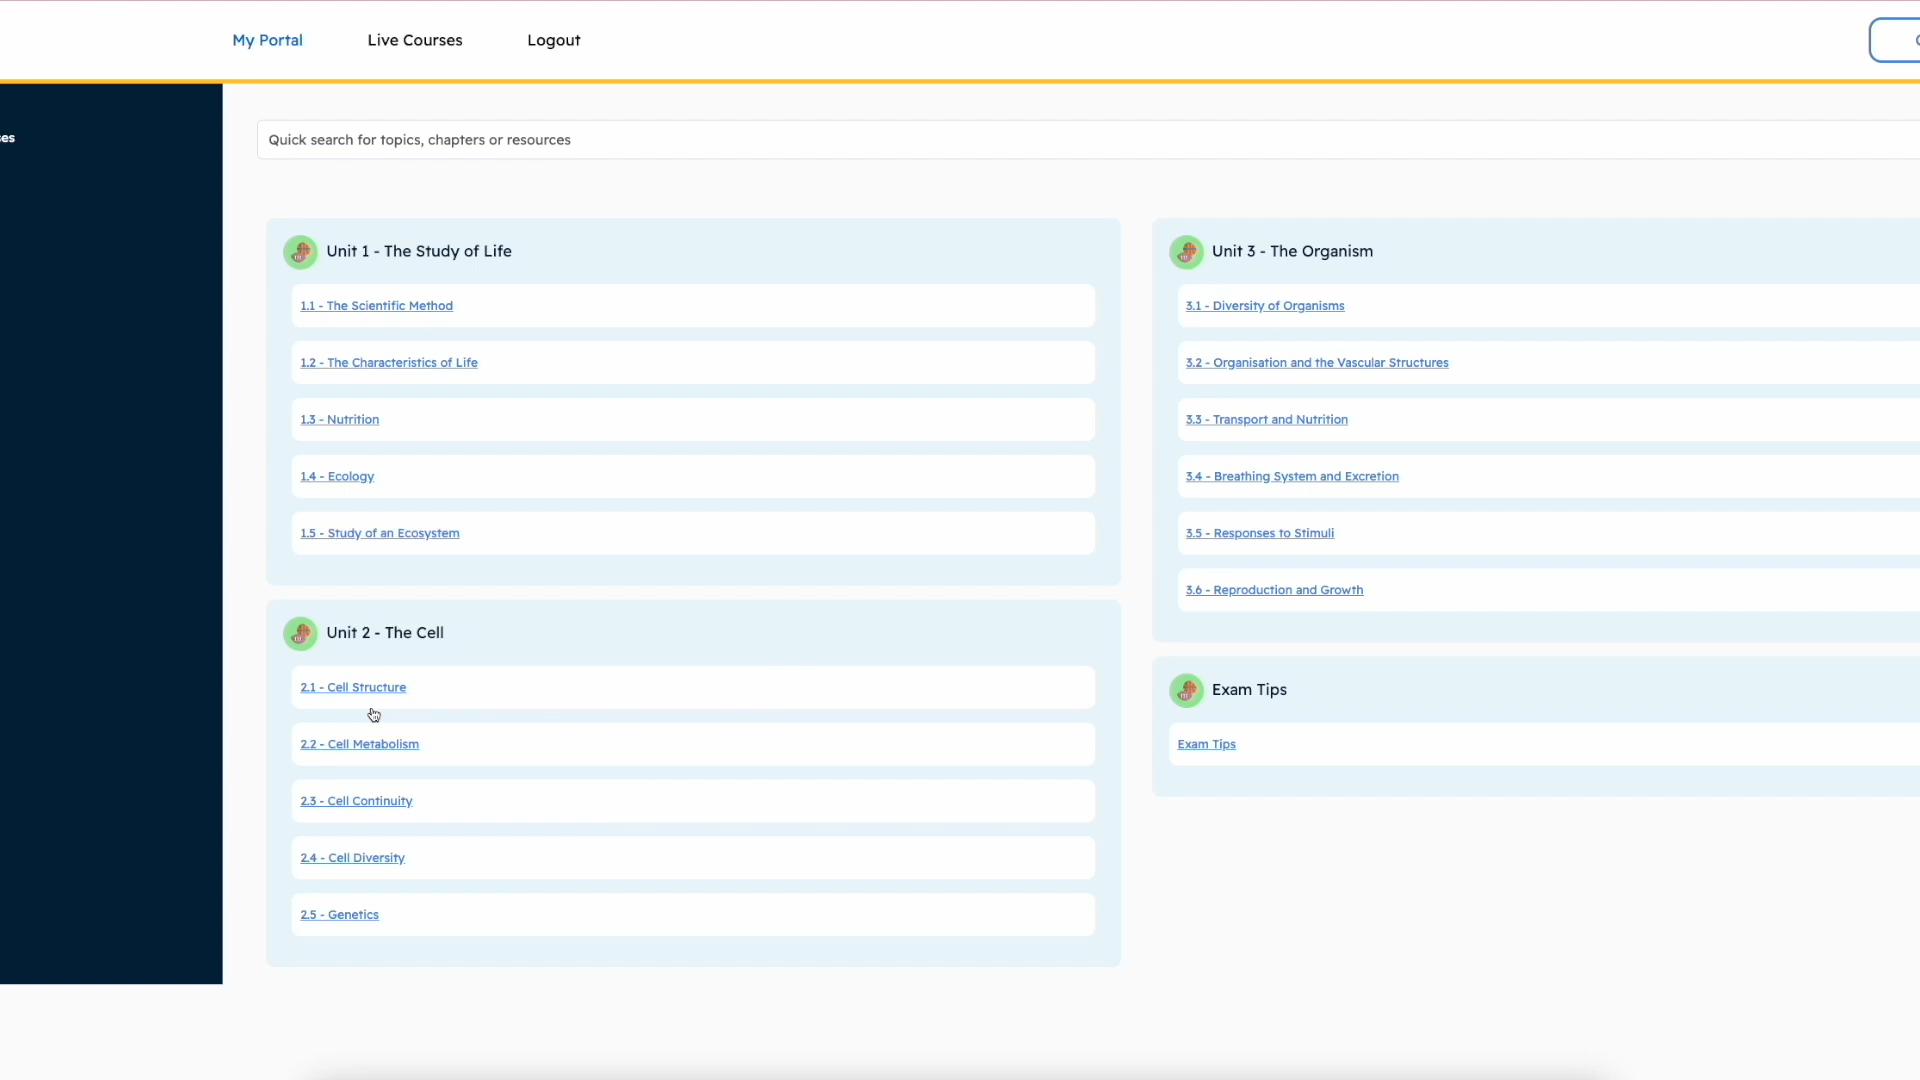 My Portal
Live Courses
Logout
Quick search for topics, chapters or resources
Unit 1 - The Study of Life
1.1 - The Scientific Method
1.2 - The Characteristics of Life
1.3 - Nutrition
1.4 - Ecology
1.5 - Study of an Ecosystem
Unit 2 - The Cell
2.1 - Cell Structure
2.2 - Cell Metabolism
2.3 - Cell Continuity
2.4 - Cell Diversity
2.5 - Genetics
Unit 3 - The Organism
3.1 - Diversity of Organisms
3.2 - Organisation and the Vascular Structures
3.3 - Transport and Nutrition
3.4 - Breathing System and Excretion
3.5 - Responses to Stimuli
3.6 - Reproduction and Growth
Exam Tips
Exam Tips